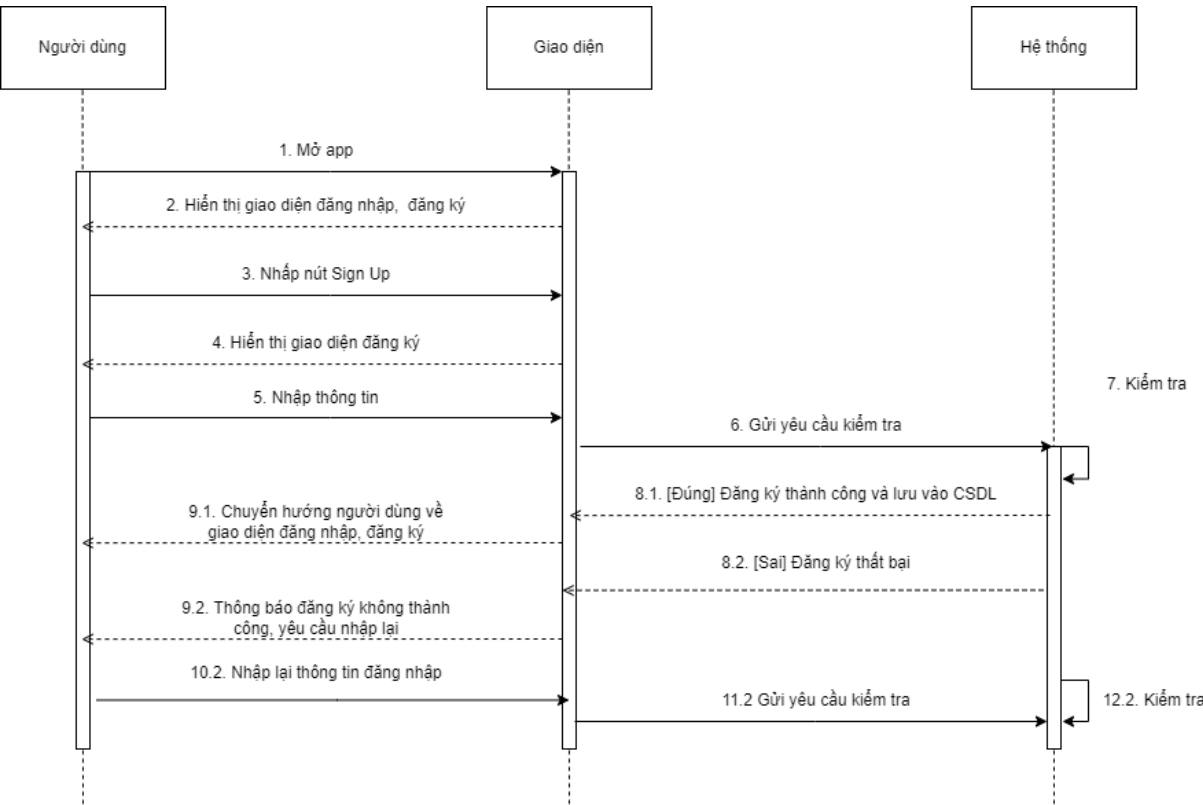 Người dùng
Giao diện
Hệ thống
1. Mở app
2. Hiển thị giao diện đăng nhập, đăng ký
3. Nhấp nút Sign Up
4. Hiển thị giao diện đăng ký
7. Kiểm tra
5. Nhập thông tin
6. Gửi yêu cầu kiểm tra
8.1. [Đúng] Đăng ký thành công và lưu vào CSDL
9.1. Chuyển hướng người dùng về
giao diện đăng nhập, đăng ký
8.2. [Sai] Đăng ký thất bại
9.2. Thông báo đăng ký không thành
công, yêu cầu nhập lại
10.2. Nhập lại thông tin đăng nhập
11.2 Gửi yêu cầu kiểm tra
12.2. Kiểm tra